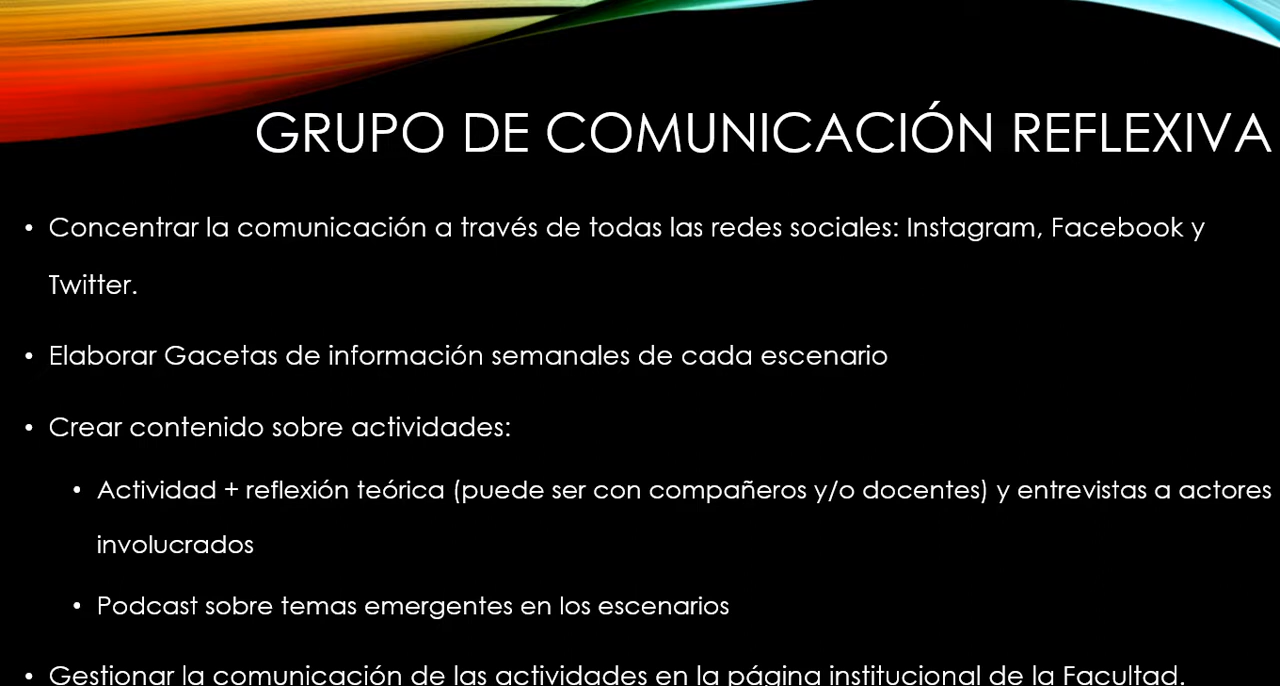 GRUPO DE COMUNICACIÓN REFLEXIVA
• Concentrar la comunicación a través de todas las redes sociales: Instagram, Facebook y
Twitter.
• Elaborar Gacetas de información semanales de cada escenario
• Crear contenido sobre actividades:
• Actividad + reflexión teórica (puede ser con compañeros y/o docentes) y entrevistas a actores
involucrados
• Podcast sobre temas emergentes en los escenarios
• Gestionar la comunicación de las actividades en la página institucional de la Facultad.